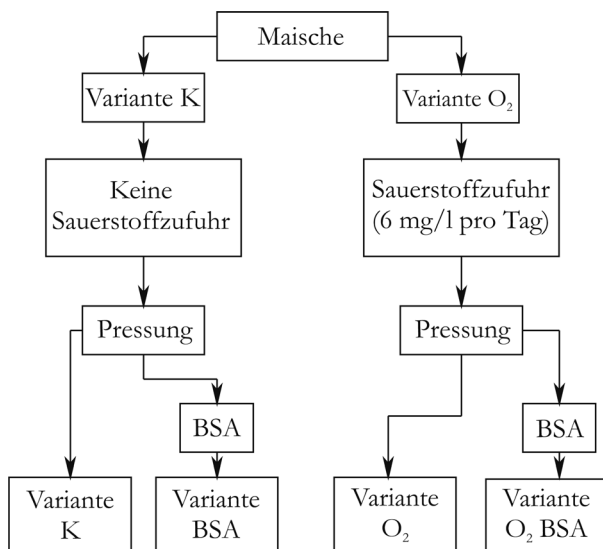 Maische
Variante K
Variante O₂
Keine
Sauerstoffzufuhr
Sauerstoffzufuhr
(6 mg/l pro Tag)
Pressung
Pressung
BSA
BSA
Variante
K
Variante
BSA
Variante
O₂
Variante
O₂ BSA